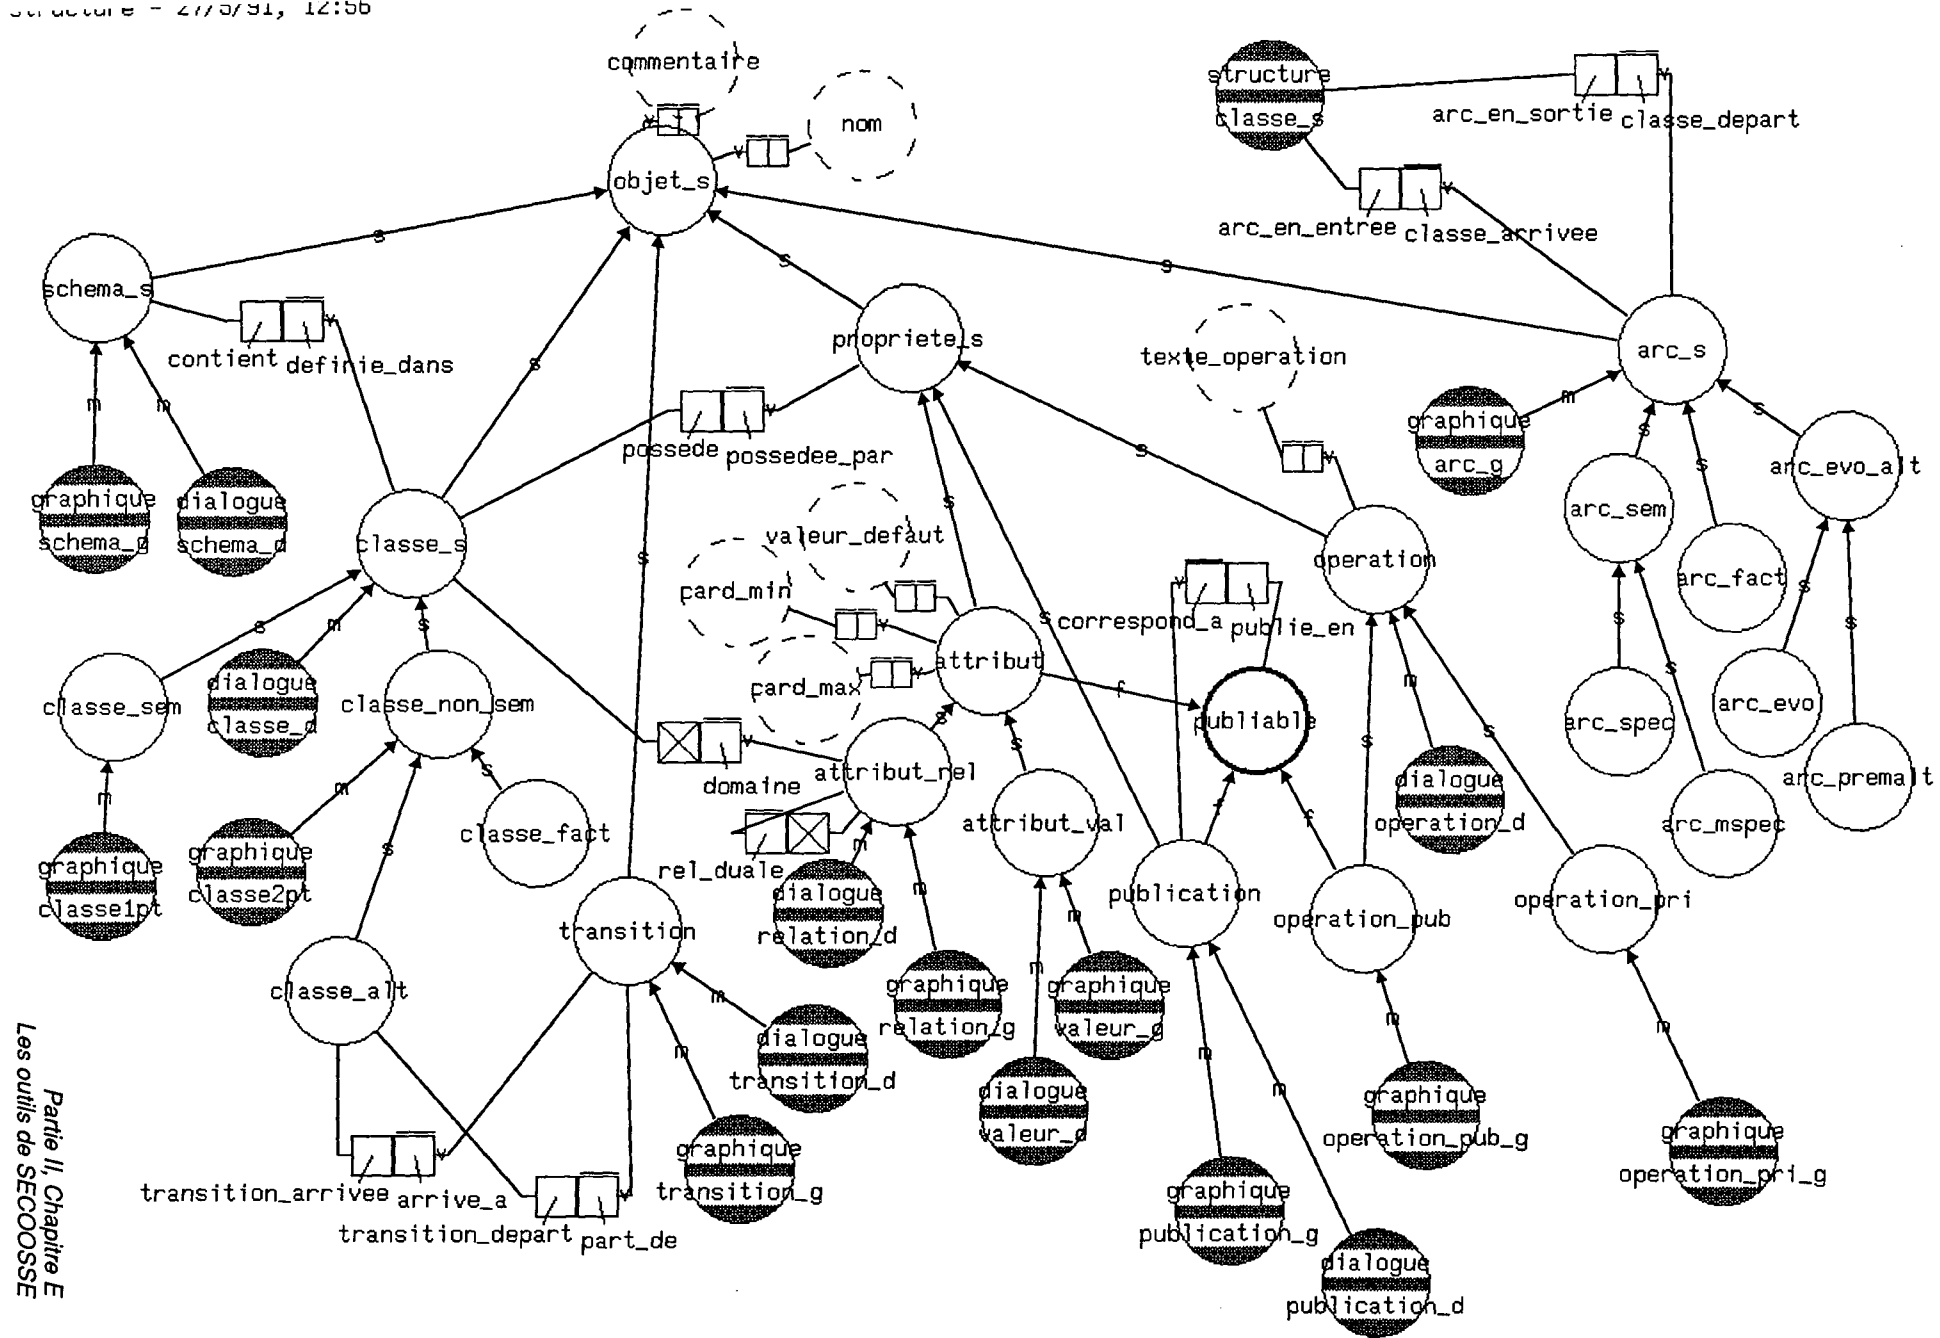 structure - 27/5/91, 12:56
commentaire
nom
objet_s
structure
classe_s
arc_en_sortie
classe_depart
arc_en_entree
classe_arrivee
s
s
s
s
s
schema_s
contient
definie_dans
propriete_s
texte_operation
arc_s
graphique
arc_g
m
m
m
s
s
s
s
s
s
s
possede
possedee_par
arc_sem
arc_evo_alt
graphique
schema_g
dialogue
schema_d
classe_s
valeur_defaut
card_min
card_max
operation
arc_fact
correspond_a
publie_en
s
m
s
s
s
s
s
classe_sem
dialogue
classe_d
classe_non_sem
attribut
f
publiable
m
s
s
arc_spec
arc_evo
arc_premalt
arc_mspec
domaine
attribut_rel
s
s
attribut_val
dialogue
operation_d
m
m
s
s
classe_fact
graphique
classe1pt
graphique
classe2pt
rel_duale
m
m
dialogue
relation_d
f
f
publication
operation_pub
operation_pri
transition
classe_alt
m
m
m
m
graphique
relation_g
graphique
valeur_g
dialogue
transition_d
dialogue
valeur_d
m
m
m
m
graphique
operation_pub_g
graphique
operation_pri_g
graphique
transition_g
transition_arrivee
arrive_a
transition_depart
part_de
graphique
publication_g
dialogue
publication_d
Partie II, Chapitre E
Les outils de SECOOSSE